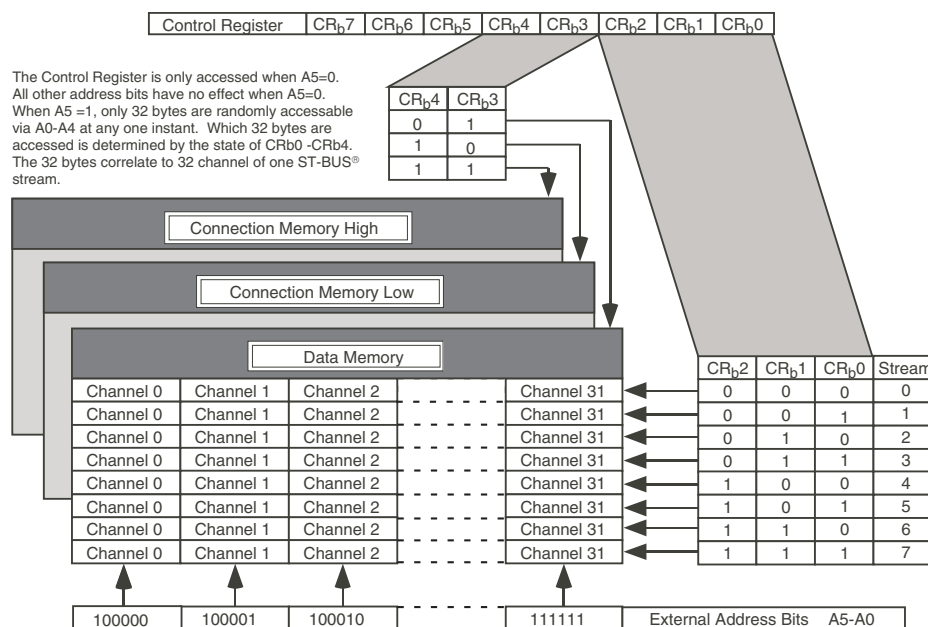 Control Register CRb7 CRb6 CRb5 CRb4 CRb3 CRb2 CRb1 CRb0
The Control Register is only accessed when A5=0.
All other address bits have no effect when A5=0.
When A5 =1, only 32 bytes are randomly accessable
via A0-A4 at any one instant. Which 32 bytes are
accessed is determined by the state of CRb0 -CRb4.
The 32 bytes correlate to 32 channel of one ST-BUS®
stream.
CRb4 CRb3
0 1
1 0
1 1
Connection Memory High
Connection Memory Low
Data Memory
CRb2 CRb1 CRb0 Stream
Channel 0 Channel 1 Channel 2 Channel 31 0 0 0 0
Channel 0 Channel 1 Channel 2 Channel 31 0 0 1 1
Channel 0 Channel 1 Channel 2 Channel 31 0 1 0 2
Channel 0 Channel 1 Channel 2 Channel 31 0 1 1 3
Channel 0 Channel 1 Channel 2 Channel 31 1 0 0 4
Channel 0 Channel 1 Channel 2 Channel 31 1 0 1 5
Channel 0 Channel 1 Channel 2 Channel 31 1 1 0 6
Channel 0 Channel 1 Channel 2 Channel 31 1 1 1 7
100000 100001 100010 111111 External Address Bits A5-A0